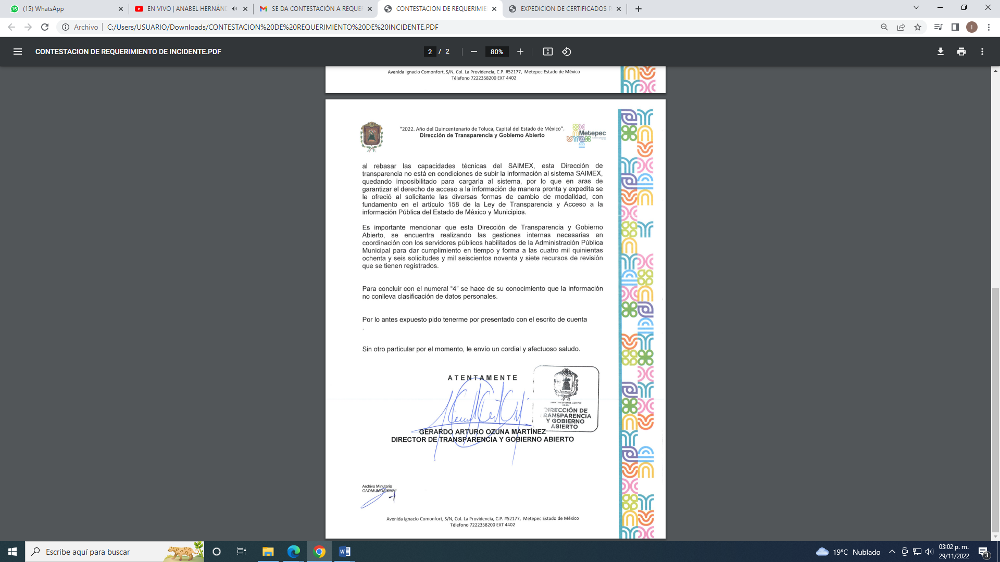 (15) WhatsApp
EN VIVO | ANABEL HERNÁN
SE DA CONTESTACIÓN A REQUE
CONTESTACION DE REQUERIMIE
EXPEDICION DE CERTIFICADOS P
Archivo
C:/Users/USUARIO/Downloads/CONTESTACION%20DE%20REQUERIMIENTO%20DE%20INCIDENTE.PDF
I
CONTESTACION DE REQUERIMIENTO DE INCIDENTE.PDF
2 / 2
80%
Avenida Ignacio Comonfort, S/N, Col. La Providencia, C.P. #52177, Metepec Estado de México
Télefono 7222358200 EXT 4402
“2022. Año del Quincentenario de Toluca, Capital del Estado de México”.
Dirección de Transparencia y Gobierno Abierto
Metepec
al rebasar las capacidades técnicas del SAIMEX, esta Dirección de
transparencia no está en condiciones de subir la información al sistema SAIMEX,
quedando imposibilitado para cargarla al sistema, por lo que en aras de
garantizar el derecho de acceso a la información de manera pronta y expedita se
le ofreció al solicitante las diversas formas de cambio de modalidad, con
fundamento en el artículo 158 de la Ley de Transparencia y Acceso a la
información Pública del Estado de México y Municipios.
Es importante mencionar que esta Dirección de Transparencia y Gobierno
Abierto, se encuentra realizando las gestiones internas necesarias en
coordinación con los servidores públicos habilitados de la Administración Pública
Municipal para dar cumplimiento en tiempo y forma a las cuatro mil quinientas
ochenta y seis solicitudes y mil seiscientos noventa y siete recursos de revisión
que se tienen registrados.
Para concluir con el numeral “4” se hace de su conocimiento que la información
no conlleva clasificación de datos personales.
Por lo antes expuesto pido tenerme por presentado con el escrito de cuenta
.
Sin otro particular por el momento, le envío un cordial y afectuoso saludo.
A T E N T A M E N T E
AYUNTAMIENTO DE METEPEC
DIRECCIÓN DE
TRANSPARENCIA
Y GOBIERNO
ABIERTO
GERARDO ARTURO OZUNA MARTÍNEZ
DIRECTOR DE TRANSPARENCIA Y GOBIERNO ABIERTO
Archivo Minutario
GAOM/JMOA/KMA*
Avenida Ignacio Comonfort, S/N, Col. La Providencia, C.P. #52177, Metepec Estado de México
Télefono 7222358200 EXT 4402
Escribe aquí para buscar
19°C Nublado
03:02 p. m.
29/11/2022
3